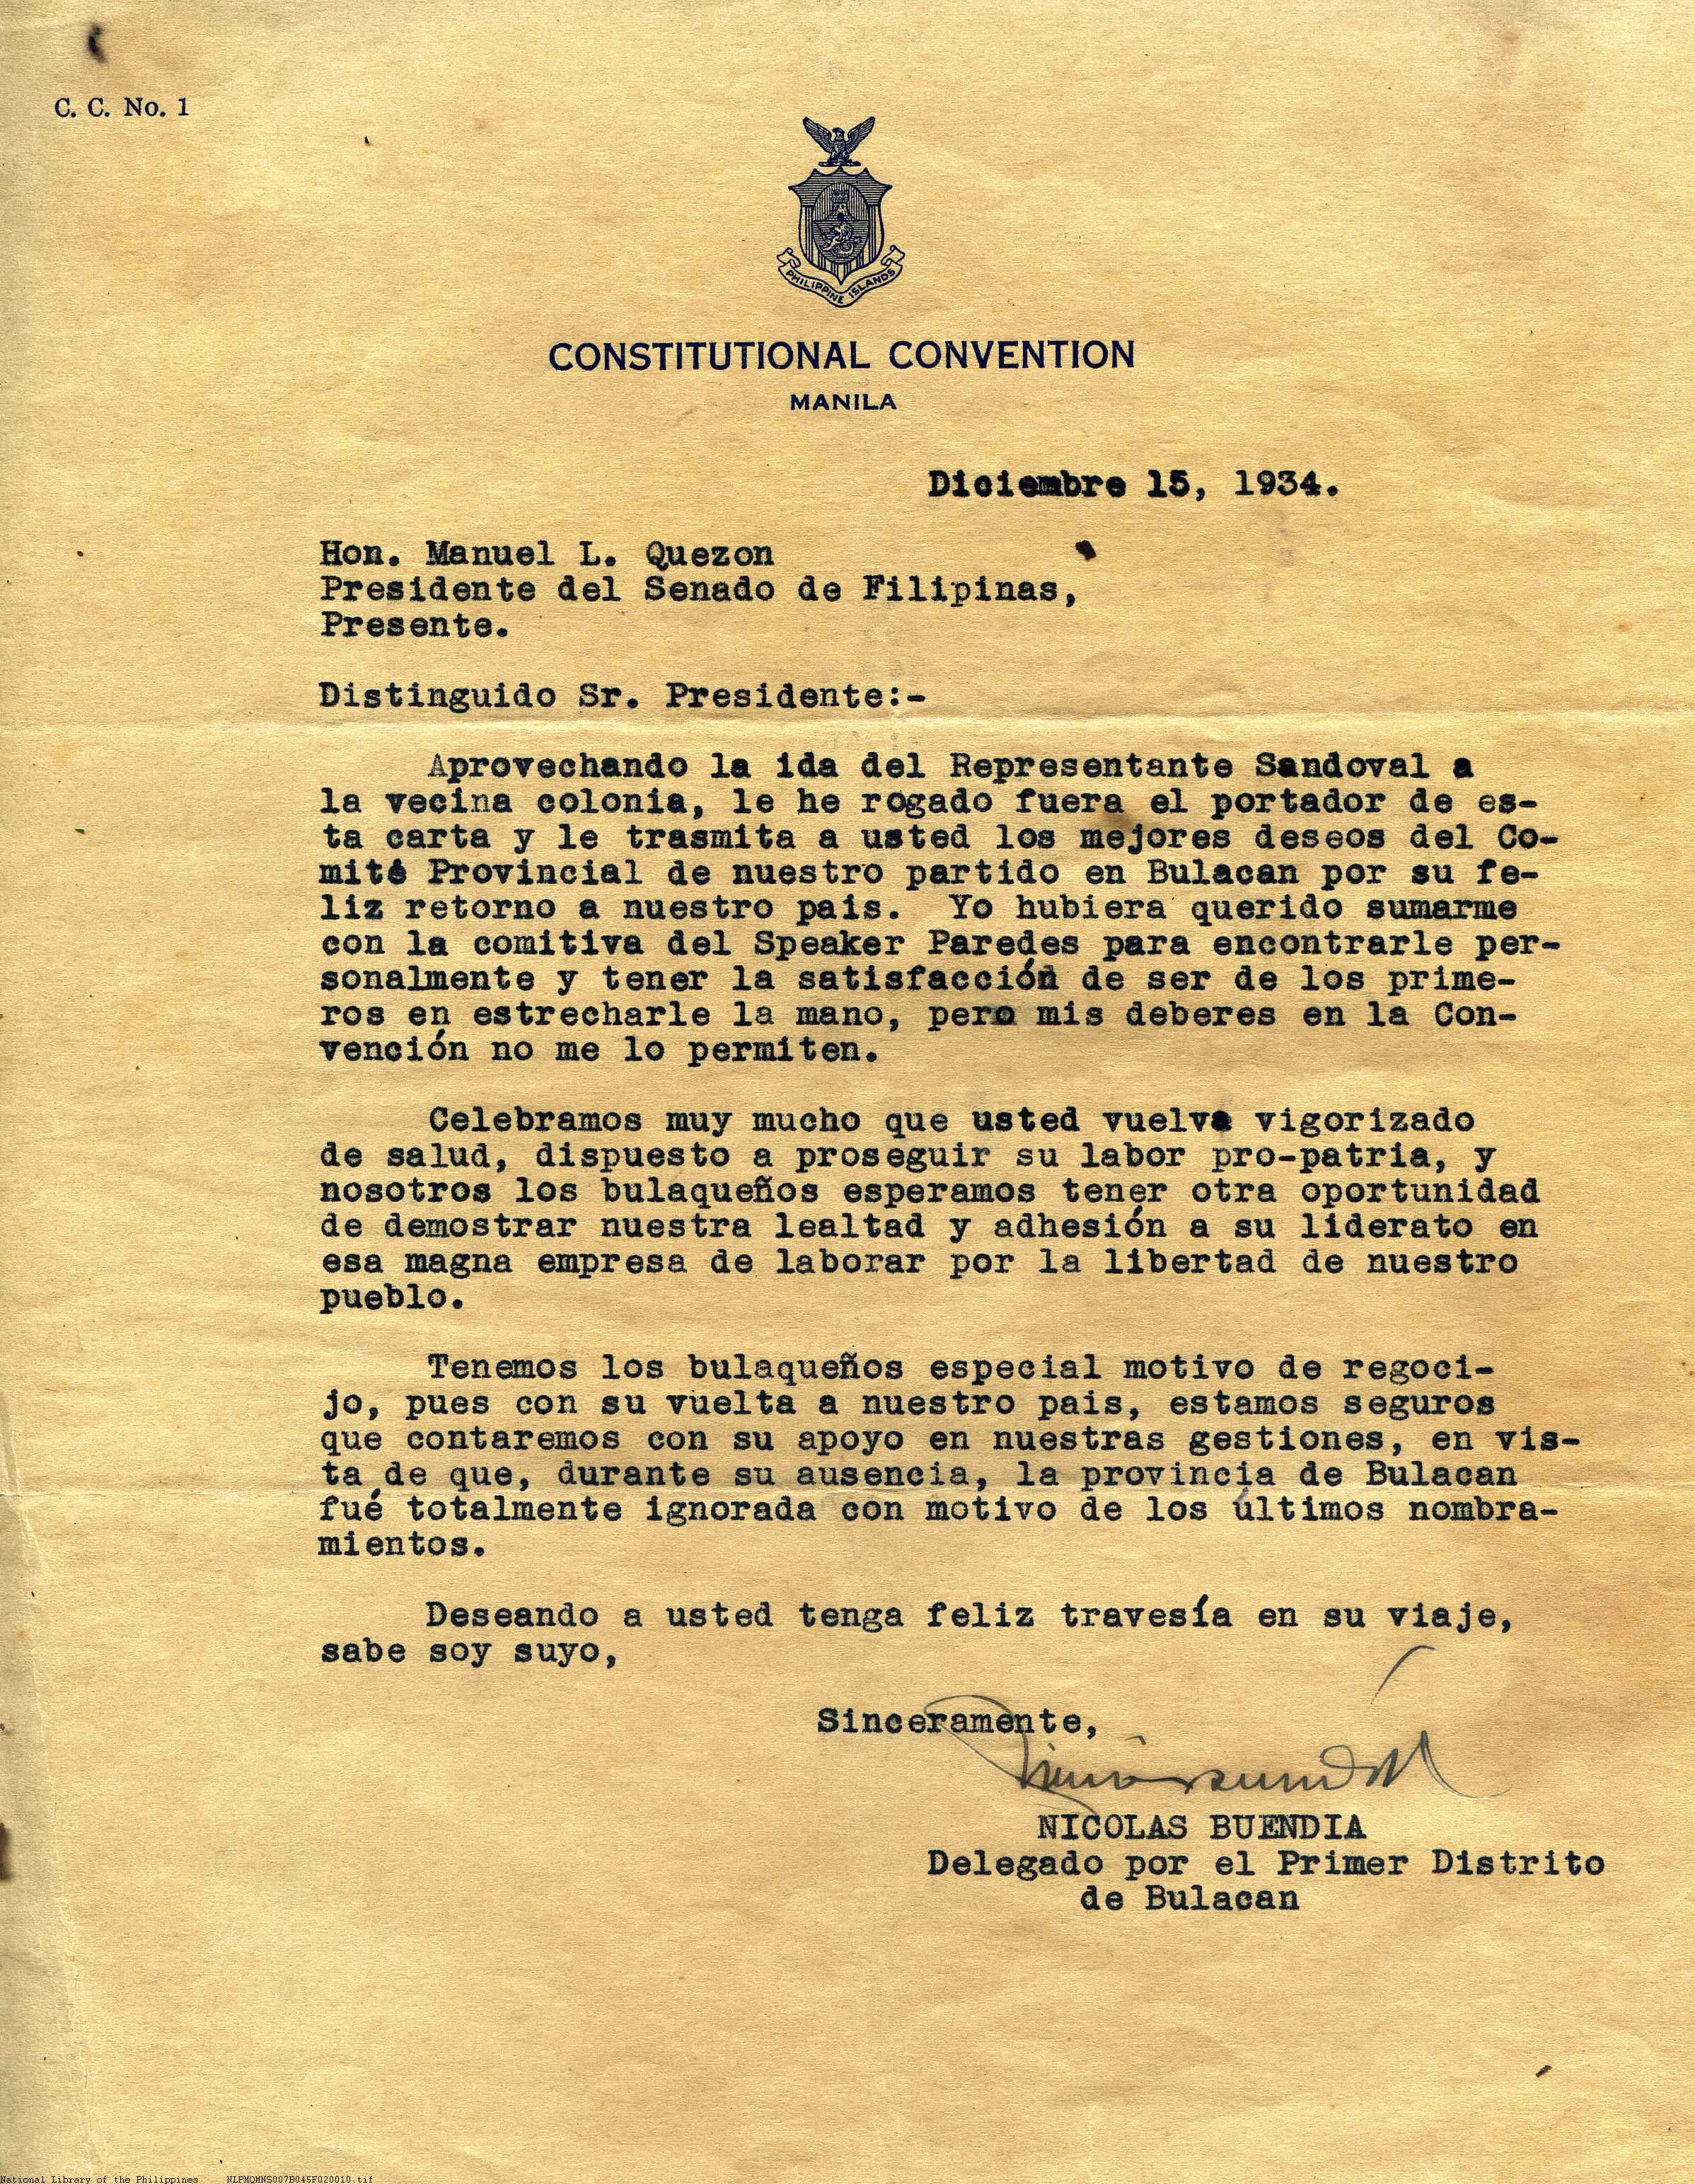 C. C. No. 1
PHILIPPINE ISLANDS
CONSTITUTIONAL CONVENTION
MANILA
Diciembre 15, 1934.
Hon. Manuel L. Quezon
Presidente del Senado de Filipinas,
Presente.
Distinguido Sr. Presidente:-
Aprovechando la ida del Representante Sandoval a
la vecina colonia, le he rogado fuera el portador de es-
ta carta y le trasmita a usted los mejores deseos del Co-
mité Provincial de nuestro partido en Bulacan por su fe-
liz retorno a nuestro pais. Yo hubiera querido sumarme
con la comitiva del Speaker Paredes para encontrarle per-
sonalmente y tener la satisfacción de ser de los prime-
ros en estrecharle la mano, pero mis deberes en la Con-
vención no me lo permiten.
Celebramos muy mucho que usted vuelva vigorizado
de salud, dispuesto a proseguir su labor pro-patria, y
nosotros los bulaqueños esperamos tener otra oportunidad
de demostrar nuestra lealtad y adhesión a su liderato en
esa magna empresa de laborar por la libertad de nuestro
pueblo.
Tenemos los bulaqueños especial motivo de regoci-
jo, pues con su vuelta a nuestro pais, estamos seguros
que contaremos con su apoyo en nuestras gestiones, en vis-
ta de que, durante su ausencia, la provincia de Bulacan
fué totalmente ignorada con motivo de los últimos nombra-
mientos.
Deseando a usted tenga feliz travesía en su viaje,
sabe soy suyo,
Sinceramente,
NICOLAS BUENDIA
Delegado por el Primer Distrito
de Bulacan
National Library of the Philippines NLPMQMNS007B045F020010.tif